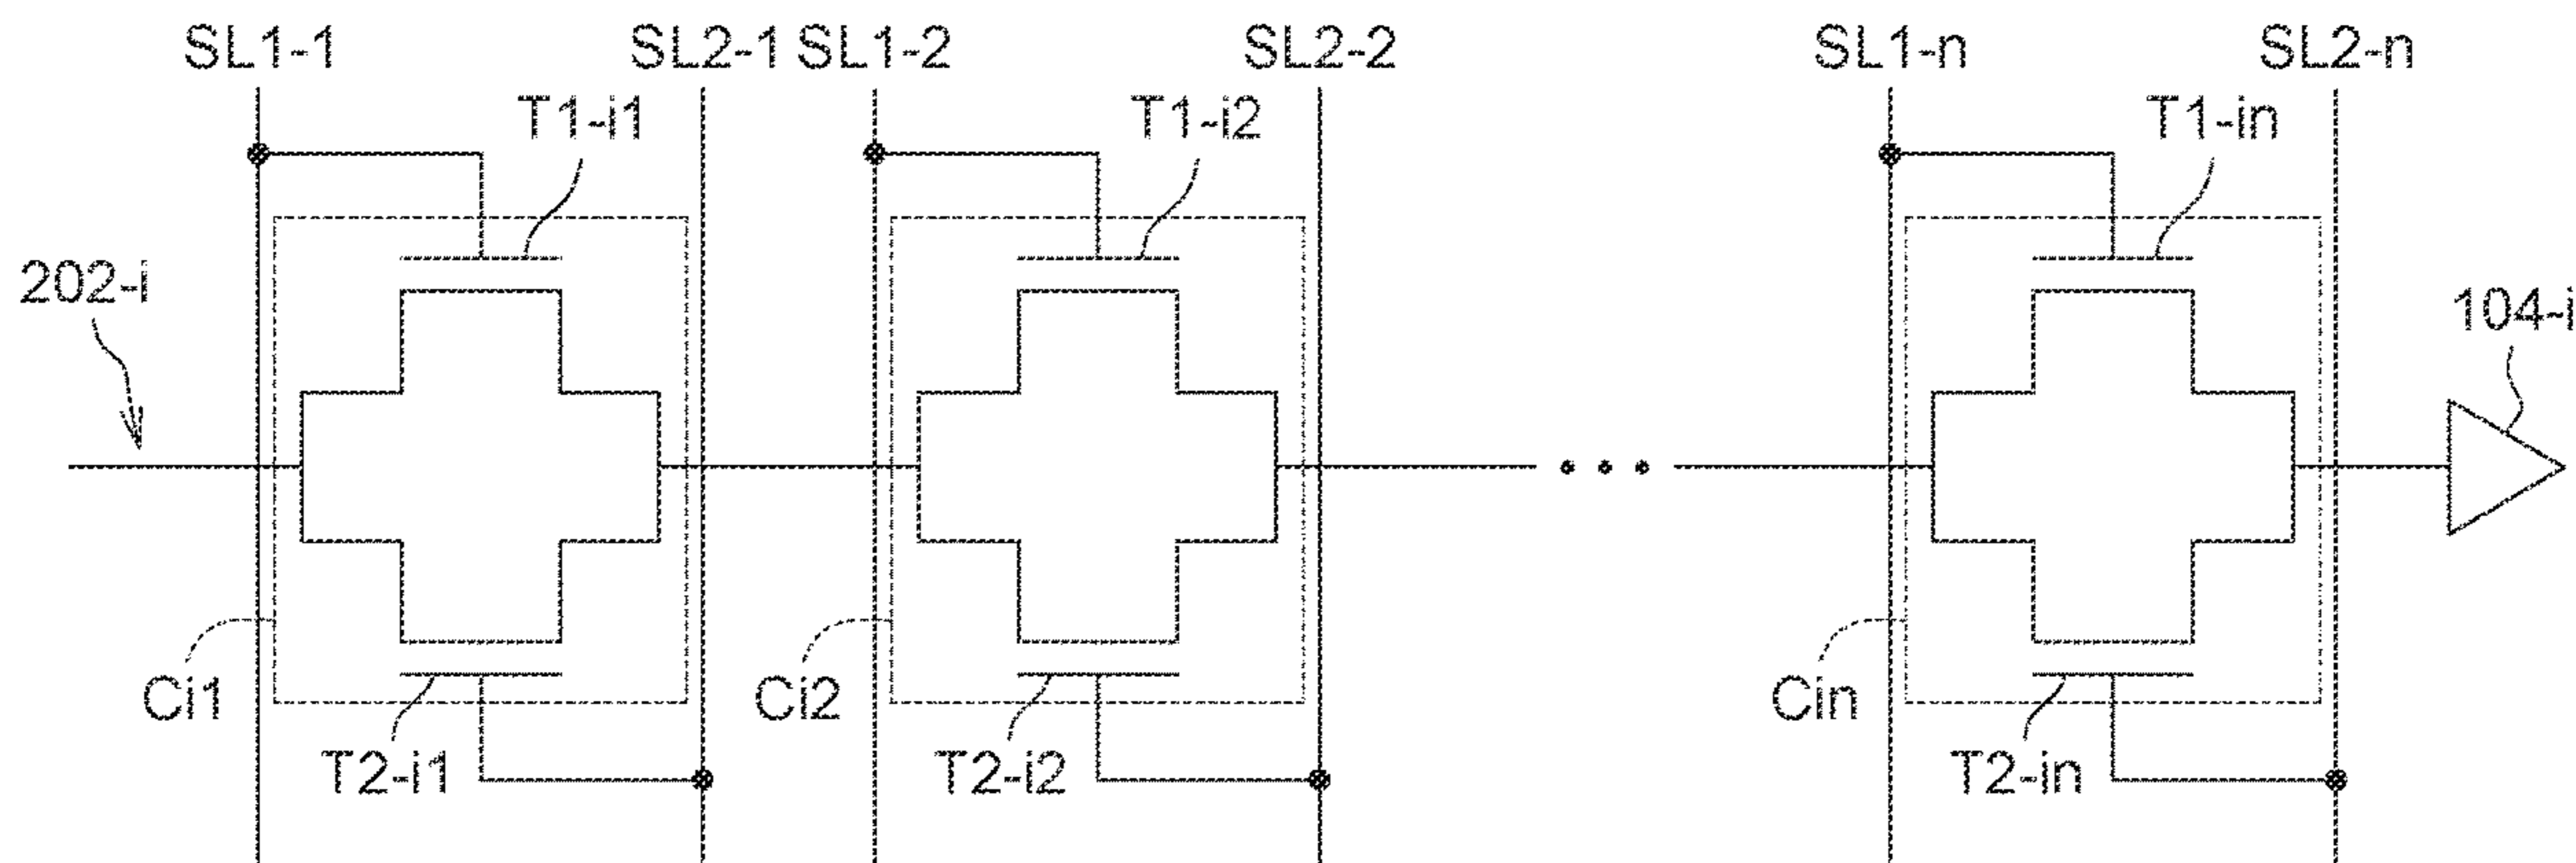 SL1-1 SL2-1 SL1-2 SL2-2 SL1-n SL2-n
T1-i1 T1-i2 T1-in
202-i 104-i
Ci1 Ci2 Cin
T2-i1 T2-i2 T2-in